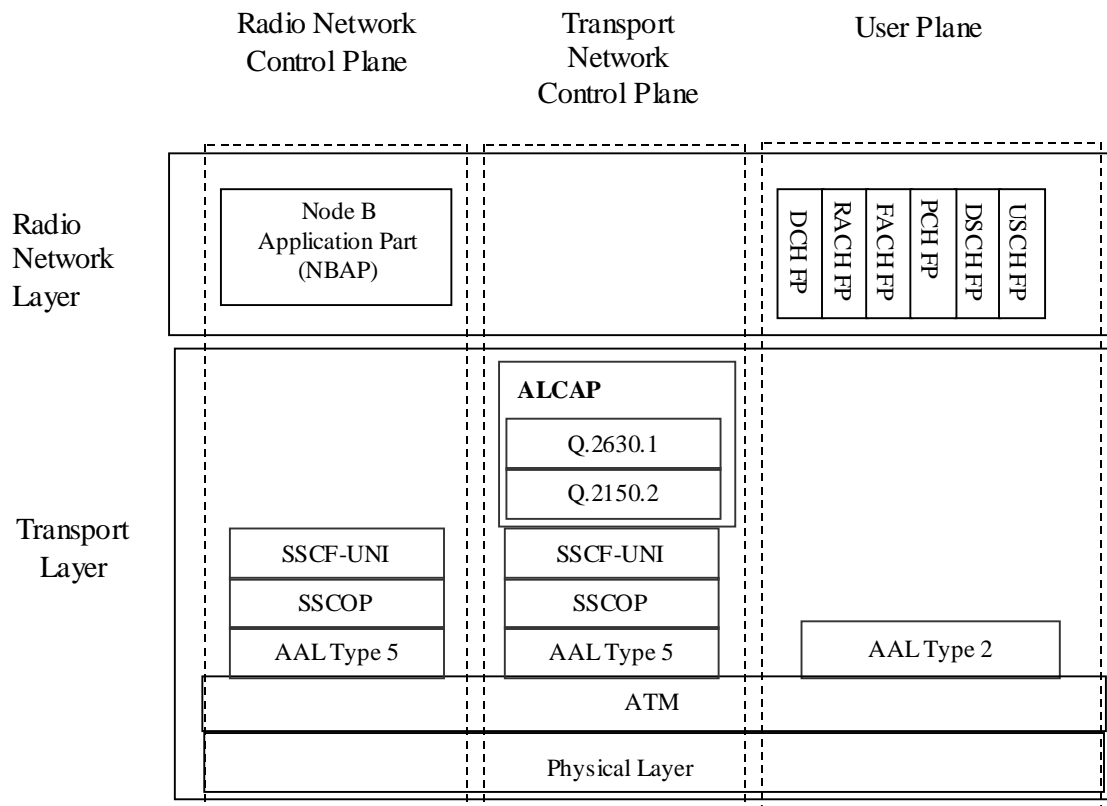 Radio Network
Control Plane
Transport
Network
Control Plane
User Plane
Radio
Network
Layer
Node B
Application Part
(NBAP)
DCH FP
RACH FP
FACH FP
PCH FP
DSCH FP
USCH FP
Transport
Layer
ALCAP
Q.2630.1
Q.2150.2
SSCF-UNI
SSCF-UNI
SSCOP
SSCOP
AAL Type 5
AAL Type 5
AAL Type 2
ATM
Physical Layer